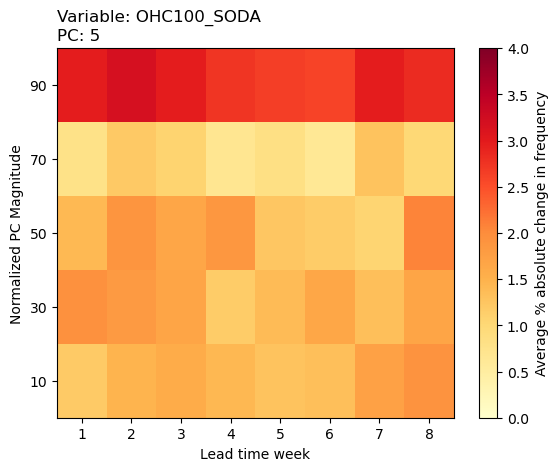 Variable: OHC100_SODA
PC: 5
Normalized PC Magnitude
90
70
50
30
10
1 2 3 4 5 6 7 8
Lead time week
4.0
3.5
3.0
2.5
2.0
1.5
1.0
0.5
0.0
Average % absolute change in frequency